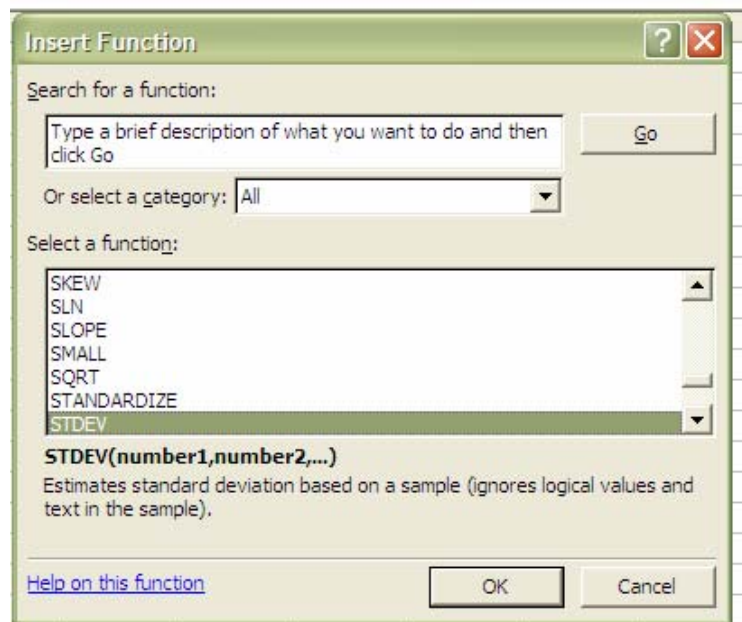 Insert Function
Search for a function:
Type a brief description of what you want to do and then
click Go
Go
Or select a category: All
Select a function:
SKEW
SLN
SLOPE
SMALL
SQRT
STANDARDIZE
STDEV
STDEV(number1,number2,...)
Estimates standard deviation based on a sample (ignores logical values and
text in the sample).
Help on this function
OK
Cancel